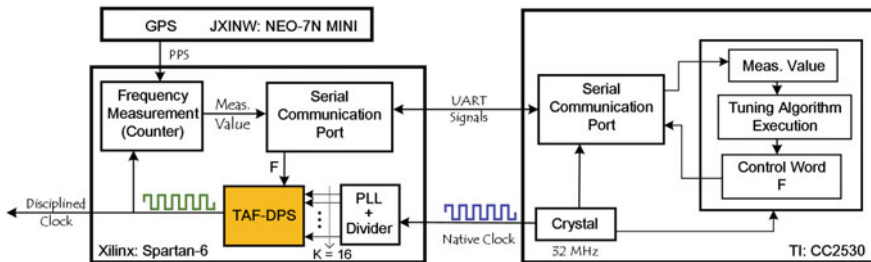 GPS JXINW: NEO-7N MINI
PPS
Frequency
Measurement
(Counter)
Meas.
Value
Serial
Communication
Port
UART
Signals
Serial
Communication
Port
Meas. Value
Tuning Algorithm
Execution
Control Word
F
F
Disciplined
Clock
TAF-DPS
PLL
+
Divider
K = 16
Native Clock
Crystal
32 MHz
Xilinx: Spartan-6
TI: CC2530